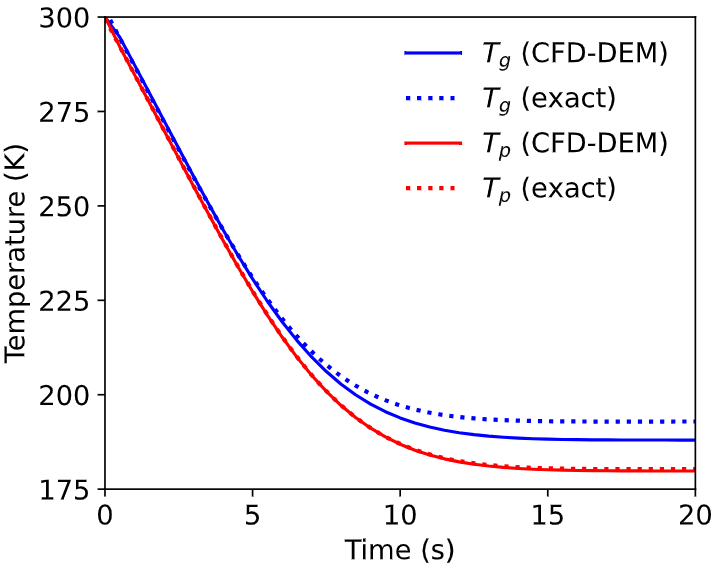 300
275
250
225
200
175
Temperature (K)
T_g (CFD-DEM)
T_g (exact)
T_p (CFD-DEM)
T_p (exact)
0 5 10 15 20
Time (s)